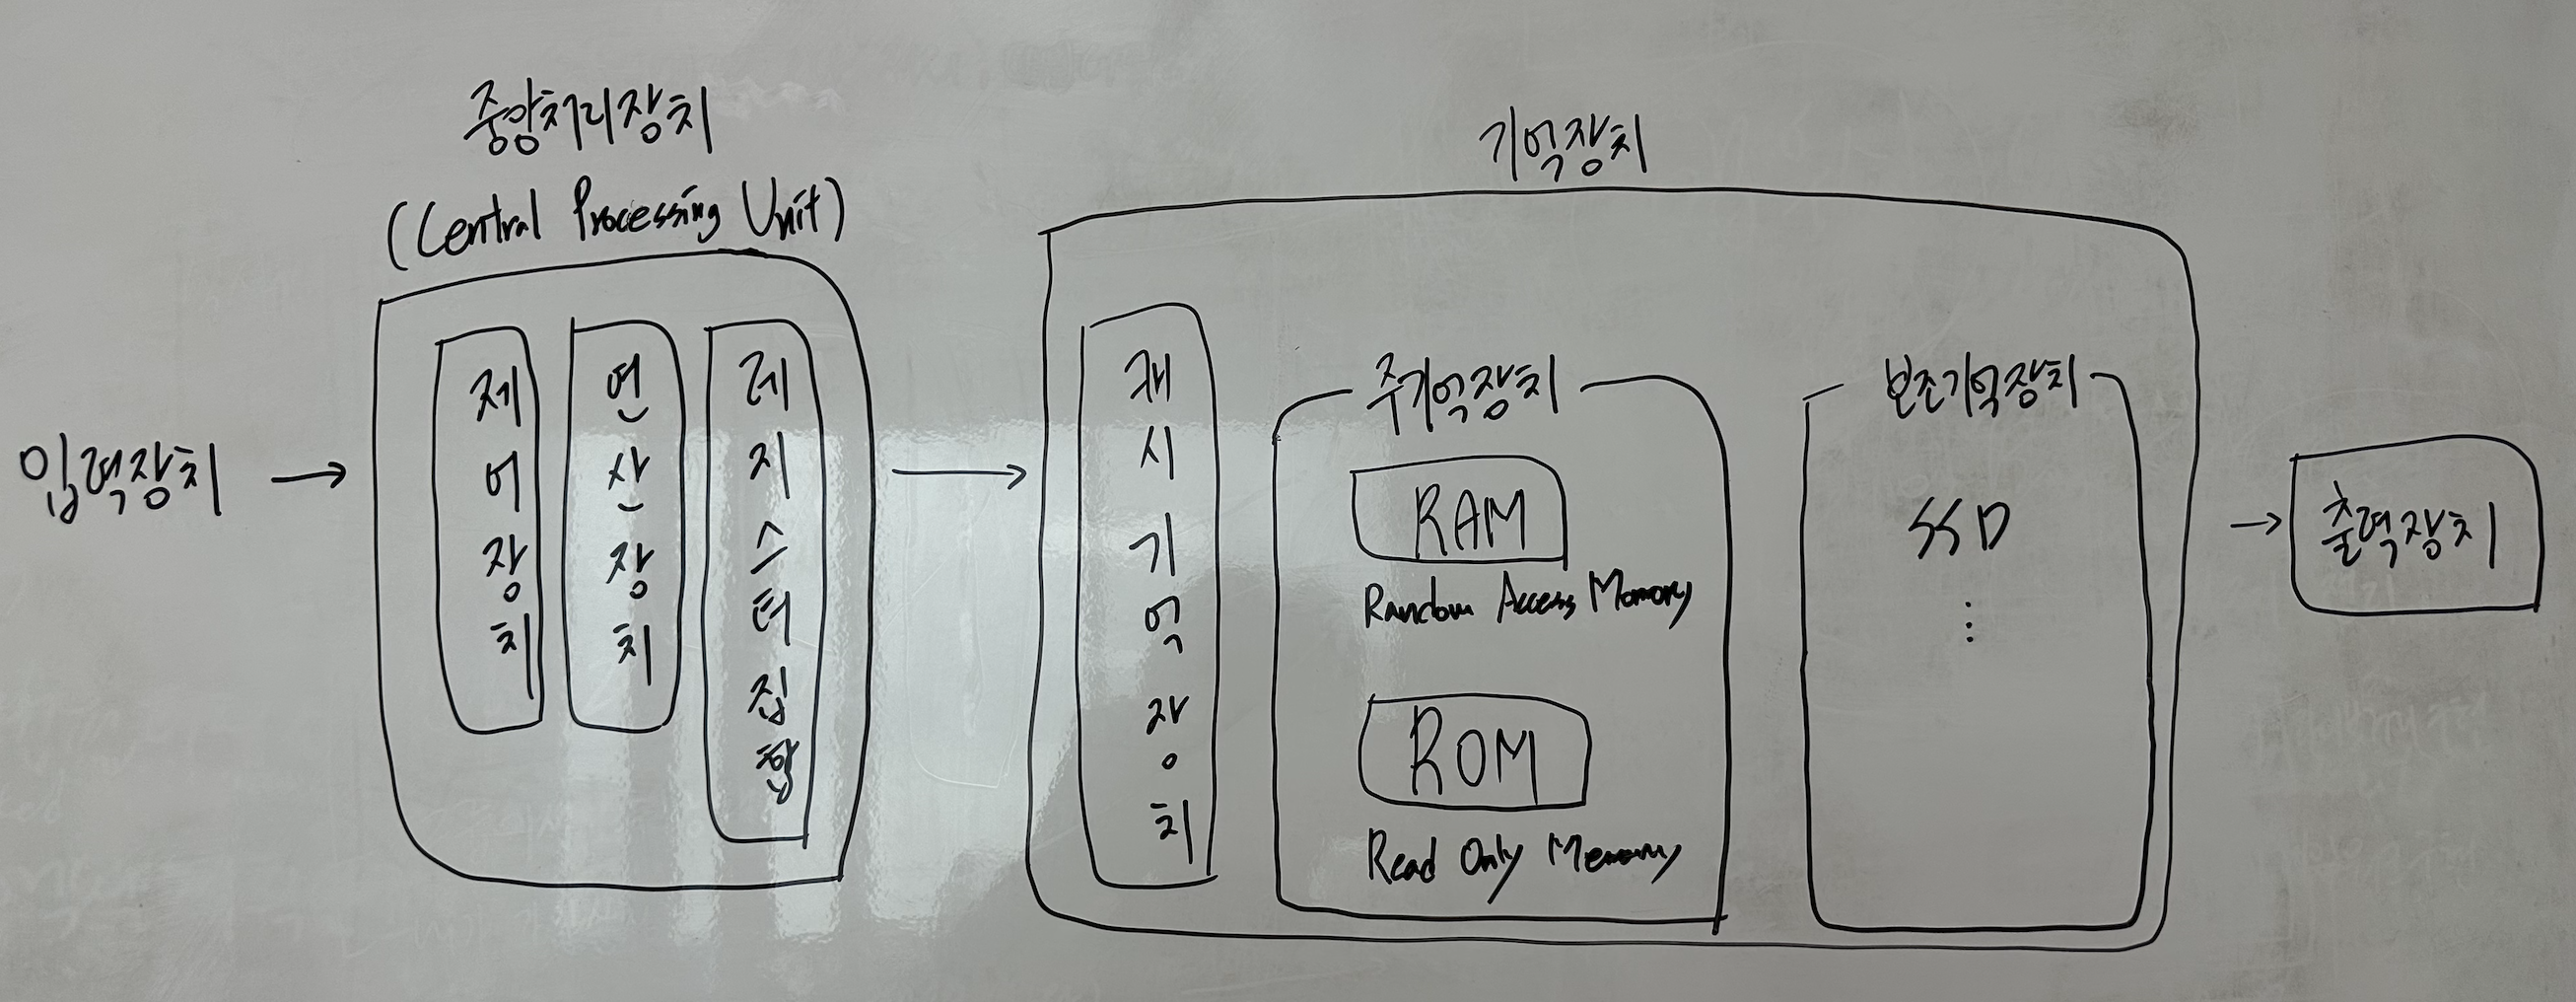 중앙처리장치
(Central Processing Unit)
기억장치
입력장치
제어장치
연산장치
레지스터집합
캐시기억장치
주기억장치
RAM
Random Access Memory
ROM
Read Only Memory
보조기억장치
SSD
⋮
출력장치